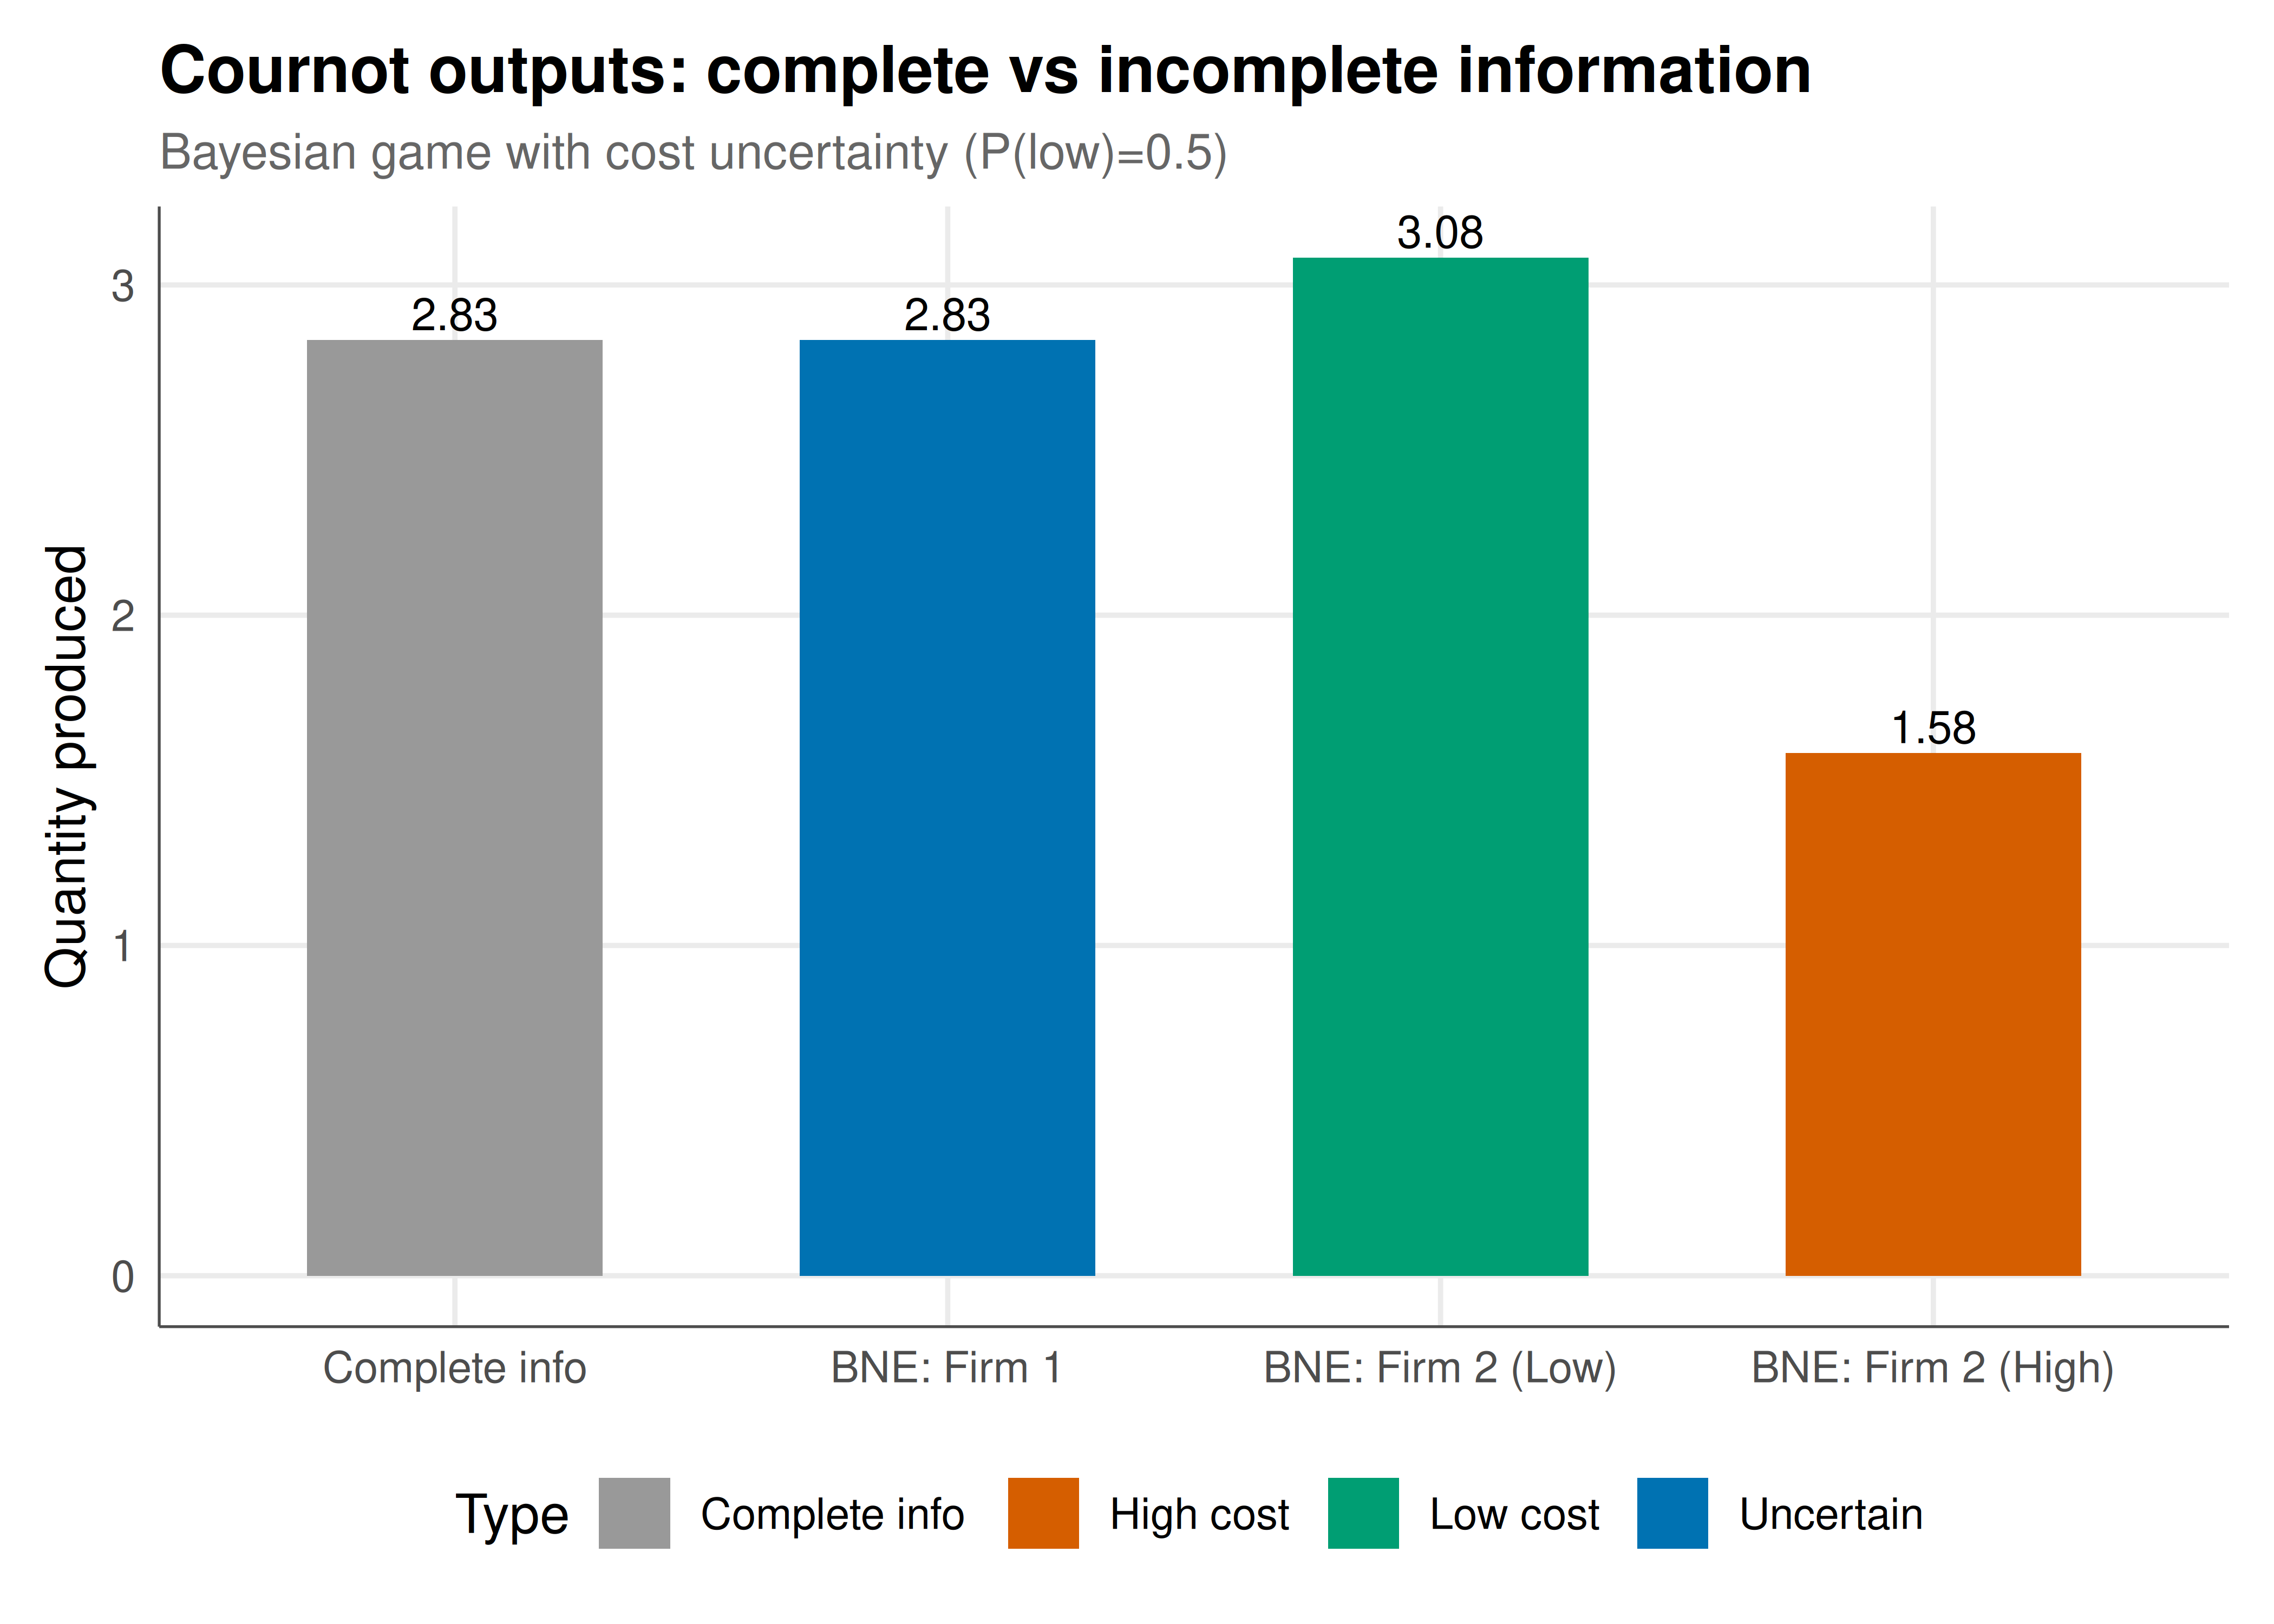 Cournot outputs: complete vs incomplete information
Bayesian game with cost uncertainty (P(low)=0.5)
Quantity produced
3
2
1
0
2.83
2.83
3.08
1.58
Complete info
BNE: Firm 1
BNE: Firm 2 (Low)
BNE: Firm 2 (High)
Type
Complete info
High cost
Low cost
Uncertain